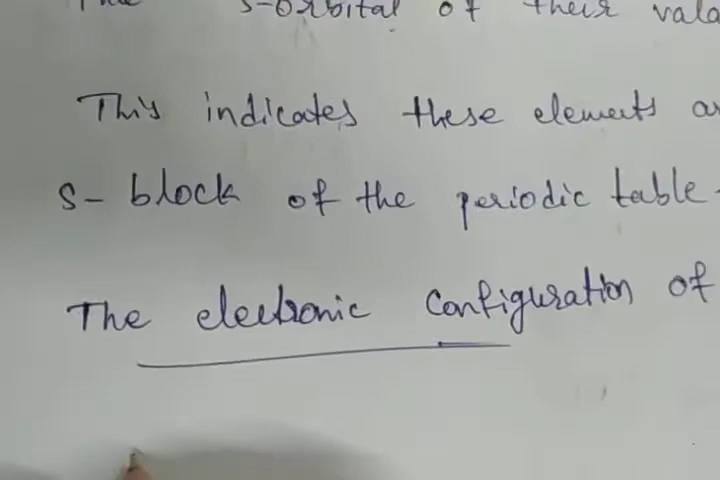 s-orbital of their
This indicates these elements
s-block of the periodic table
The electronic configuration of